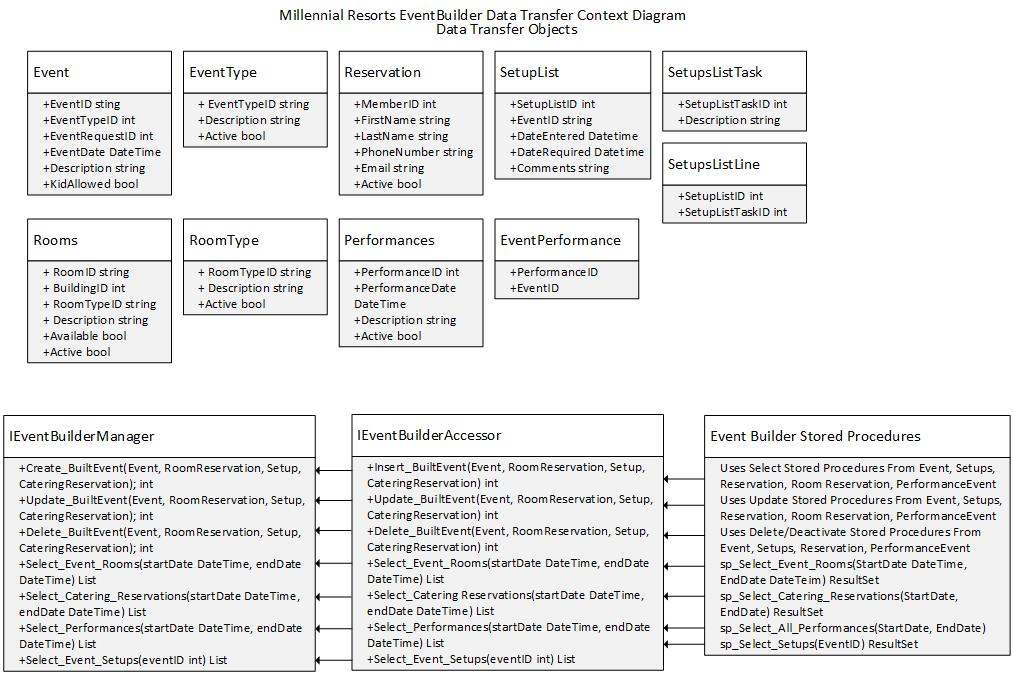 Millennial Resorts EventBuilder Data Transfer Context Diagram
Data Transfer Objects
Event
+EventID sting
+EventTypeID int
+EventRequestID int
+EventDate DateTime
+Description string
+KidAllowed bool
EventType
+ EventTypeID string
+Description string
+Active bool
Reservation
+MemberID int
+FirstName string
+LastName string
+PhoneNumber string
+Email string
+Active bool
SetupList
+SetupListID int
+EventID string
+DateEntered Datetime
+DateRequired Datetime
+Comments string
SetupsListTask
+SetupListTaskID int
+Description string
SetupsListLine
+SetupListID int
+SetupListTaskID int
Rooms
+ RoomID string
+ BuildingID int
+ RoomTypeID string
+ Description string
+Available bool
+Active bool
RoomType
+ RoomTypeID string
+ Description string
+Active bool
Performances
+PerformanceID int
+PerformanceDate
DateTime
+Description string
+Active bool
EventPerformance
+PerformanceID
+EventID
IEventBuilderManager
+Create_BuiltEvent(Event, RoomReservation, Setup,
CateringReservation); int
+Update_BuiltEvent(Event, RoomReservation, Setup,
CateringReservation); int
+Delete_BuiltEvent(Event, RoomReservation, Setup,
CateringReservation); int
+Select_Event_Rooms(startDate DateTime, endDate
DateTime) List
+Select_Catering_Reservations(startDate DateTime,
endDate DateTime) List
+Select_Performances(startDate DateTime, endDate
DateTime) List
+Select_Event_Setups(eventID int) List
IEventBuilderAccessor
+Insert_BuiltEvent(Event, RoomReservation, Setup,
CateringReservation) int
+Update_BuiltEvent(Event, RoomReservation, Setup,
CateringReservation) int
+Delete_BuiltEvent(Event, RoomReservation, Setup,
CateringReservation) int
+Select_Event_Rooms(startDate DateTime, endDate
DateTime) List
+Select_Catering Reservations(startDate DateTime,
endDate DateTime) List
+Select_Performances(startDate DateTime, endDate
DateTime) List
+Select_Event_Setups(eventID int) List
Event Builder Stored Procedures
Uses Select Stored Procedures From Event, Setups,
Reservation, Room Reservation, PerformanceEvent
Uses Update Stored Procedures From Event, Setups,
Reservation, Room Reservation, PerformanceEvent
Uses Delete/Deactivate Stored Procedures From
Event, Setups, Reservation, PerformanceEvent
sp_Select_Event_Rooms(StartDate DateTime,
EndDate DateTeim) ResultSet
sp_Select_Catering_Reservations(StartDate,
EndDate) ResultSet
sp_Select_All_Performances(StartDate, EndDate)
sp_Select_Setups(EventID) ResultSet